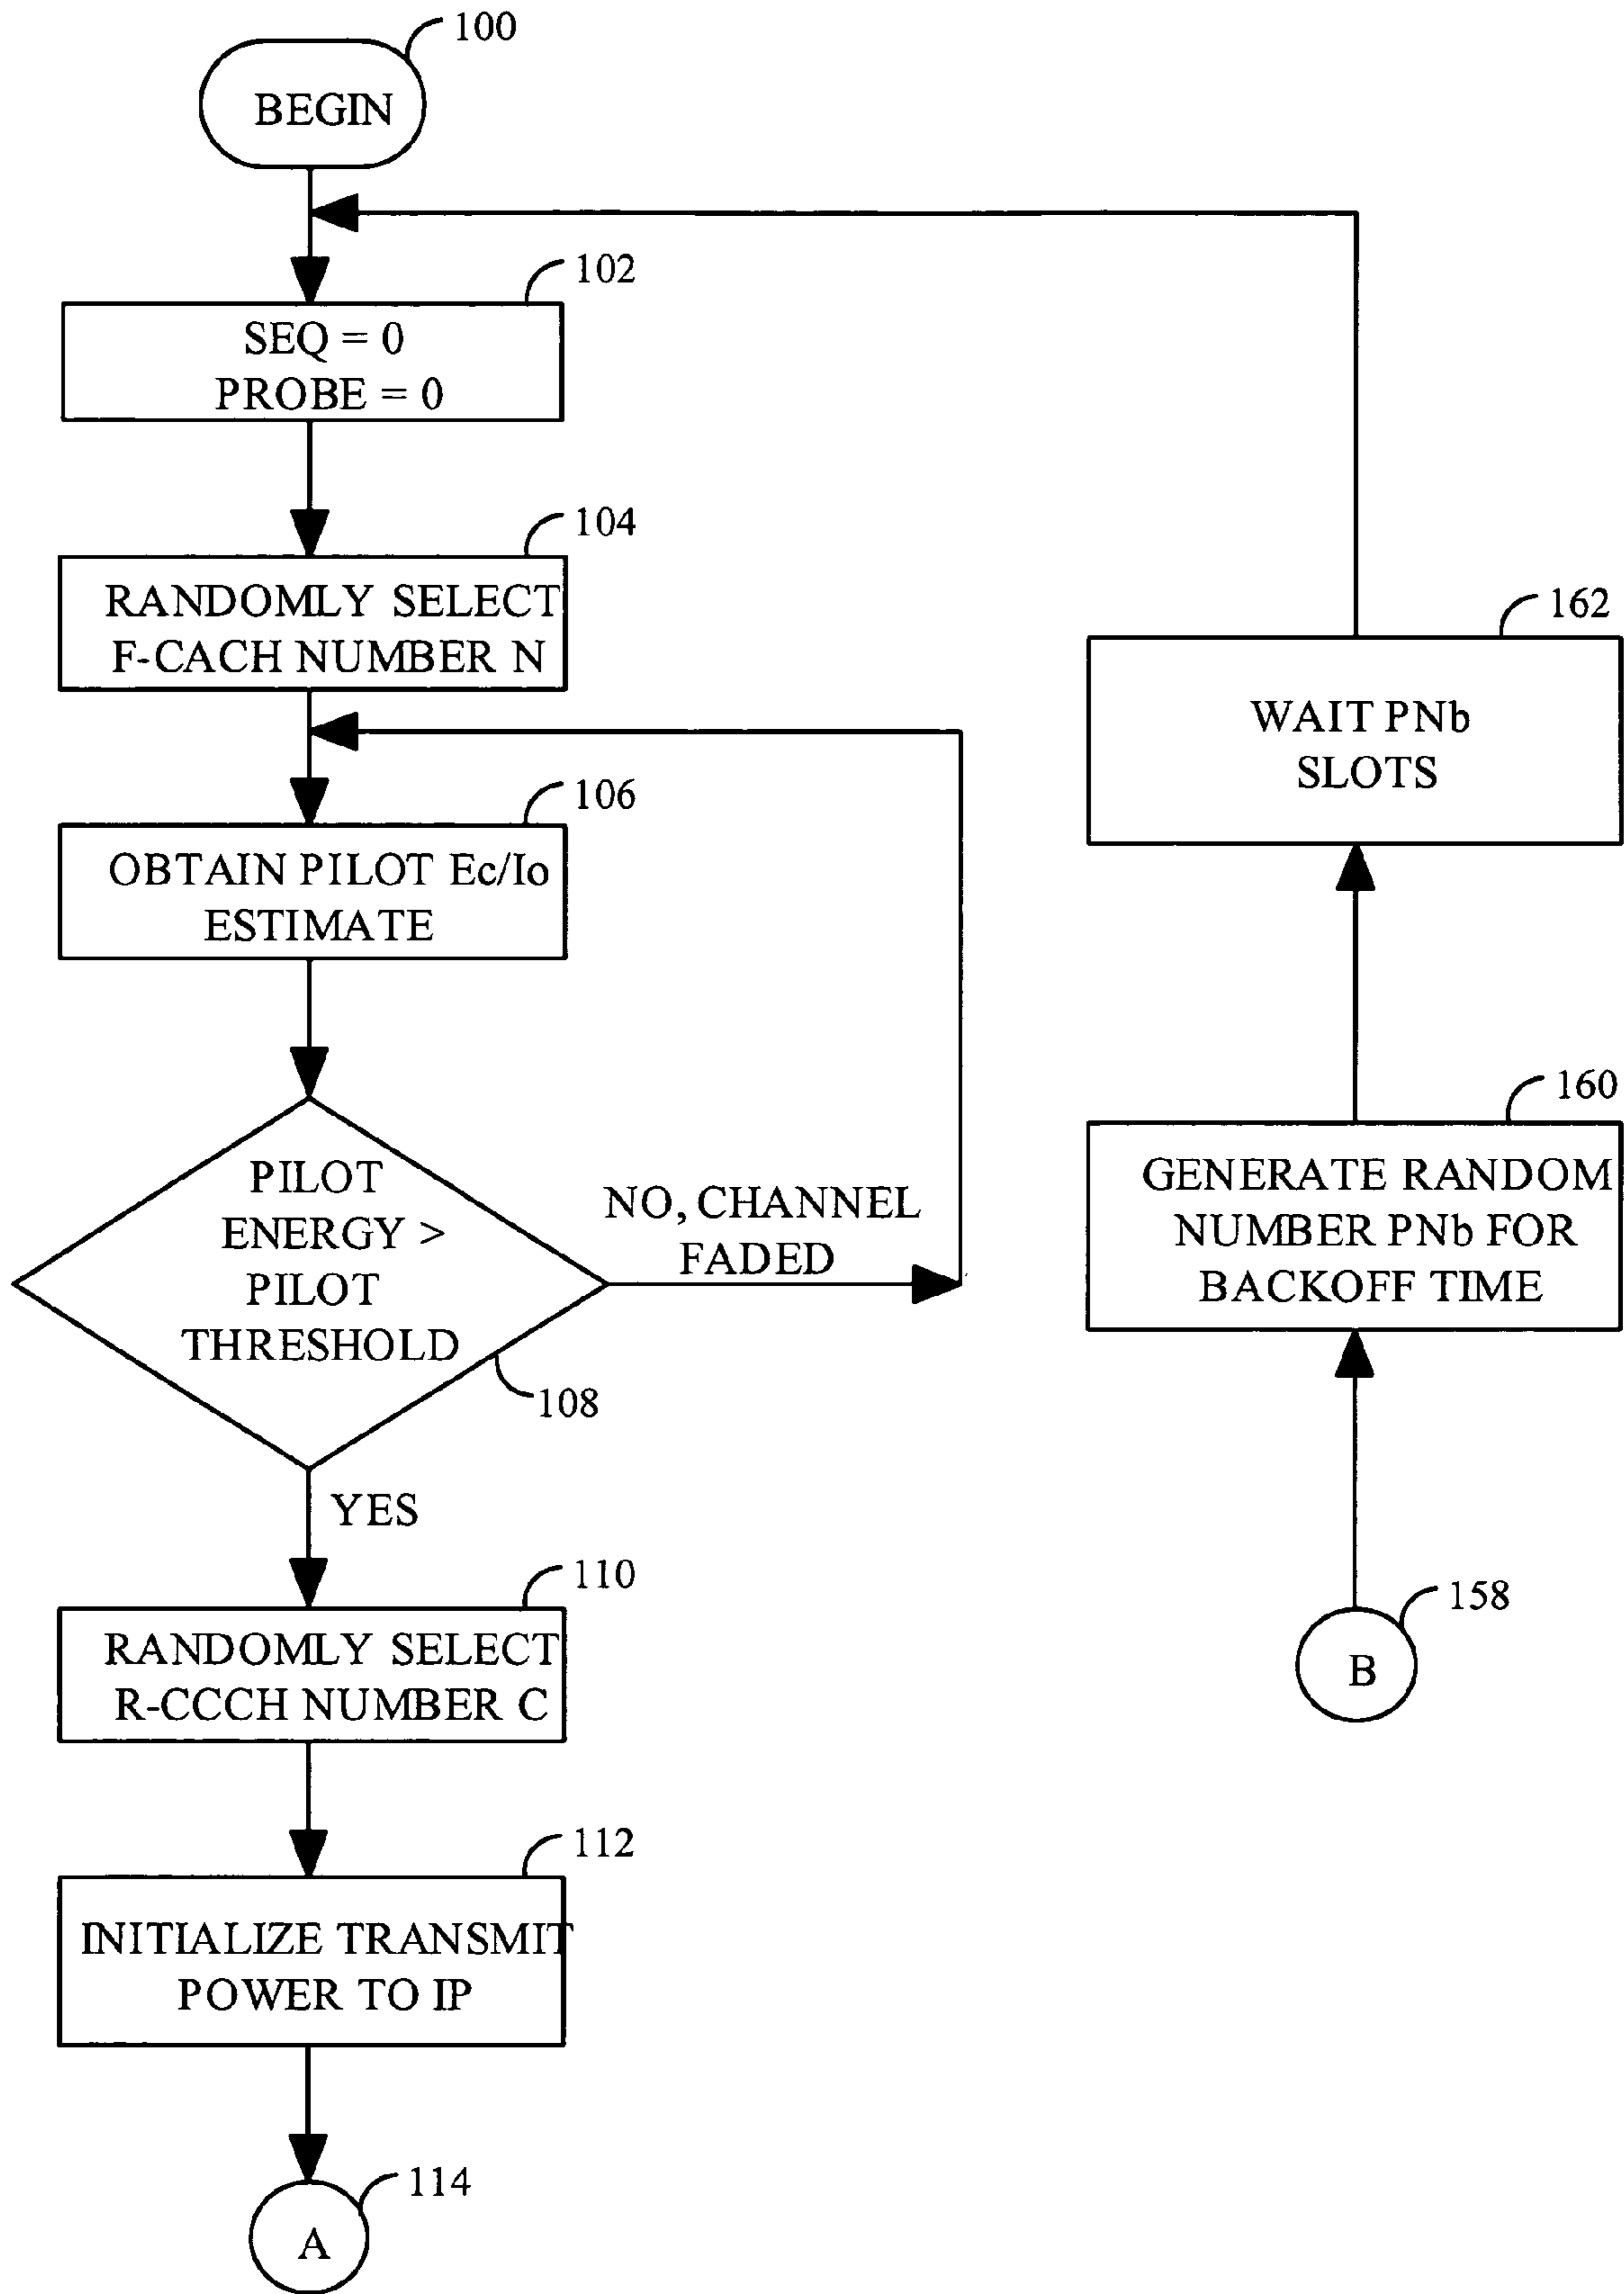 100
BEGIN
102
SEQ = 0
PROBE = 0
104
RANDOMLY SELECT
F-CACH NUMBER N
106
OBTAIN PILOT Ec/Io
ESTIMATE
PILOT
ENERGY >
PILOT
THRESHOLD
108
NO, CHANNEL
FADED
YES
110
RANDOMLY SELECT
R-CCCH NUMBER C
112
INITIALIZE TRANSMIT
POWER TO IP
114
A
162
WAIT PNb
SLOTS
160
GENERATE RANDOM
NUMBER PNb FOR
BACKOFF TIME
158
B